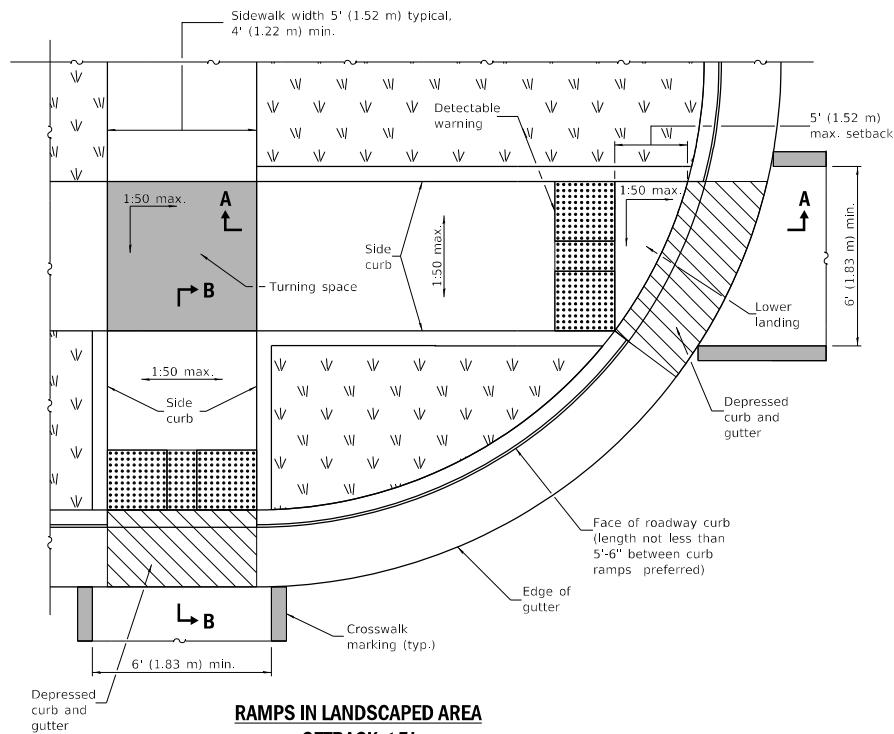 Sidewalk width 5' (1.52 m) typical,
4' (1.22 m) min.
Detectable
warning
5' (1.52 m)
max. setback
1:50 max.
A
1:50 max.
A
Side
curb
1:50 max.
6' (1.83 m) min.
B
Turning space
Lower
landing
1:50 max.
Side
curb
Depressed
curb and
gutter
Face of roadway curb
(length not less than
5'-6" between curb
ramps preferred)
Edge of
gutter
B
Crosswalk
marking (typ.)
6' (1.83 m) min.
Depressed
curb and
gutter
RAMPS IN LANDSCAPED AREA